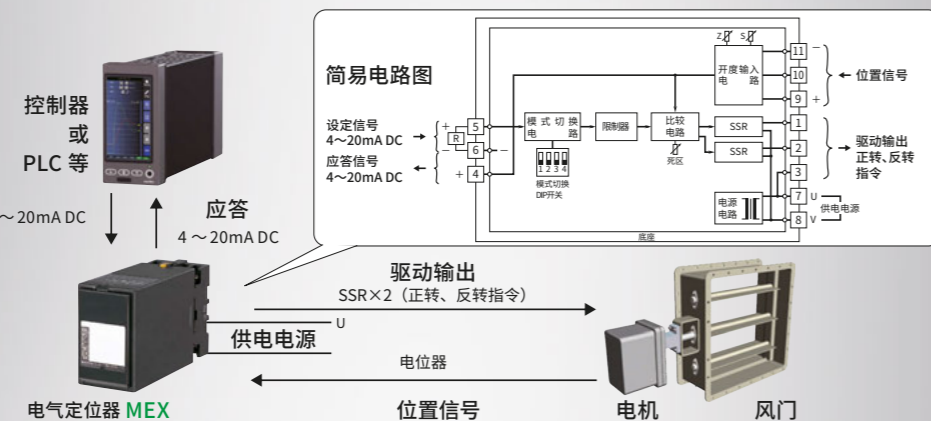 简易电路图
控制器
或
PLC 等
～20mA DC
应答
4～20mA DC
设定信号
4～20mA DC
应答信号
4～20mA DC
+
R
−
5
6
−
+
4
模式切换
电路
1 2 3 4
模式切换
DIP开关
限制器
比较
电路
死区
SSR
SSR
Z
S
开度输入
电路
电源
电路
底座
11
−
10
9
+
位置信号
1
2
3
驱动输出
正转、反转
指令
7
U
8
V
供电电源
驱动输出
SSR×2（正转、反转指令）
U
供电电源
电位器
位置信号
电气定位器 MEX
电机
风门